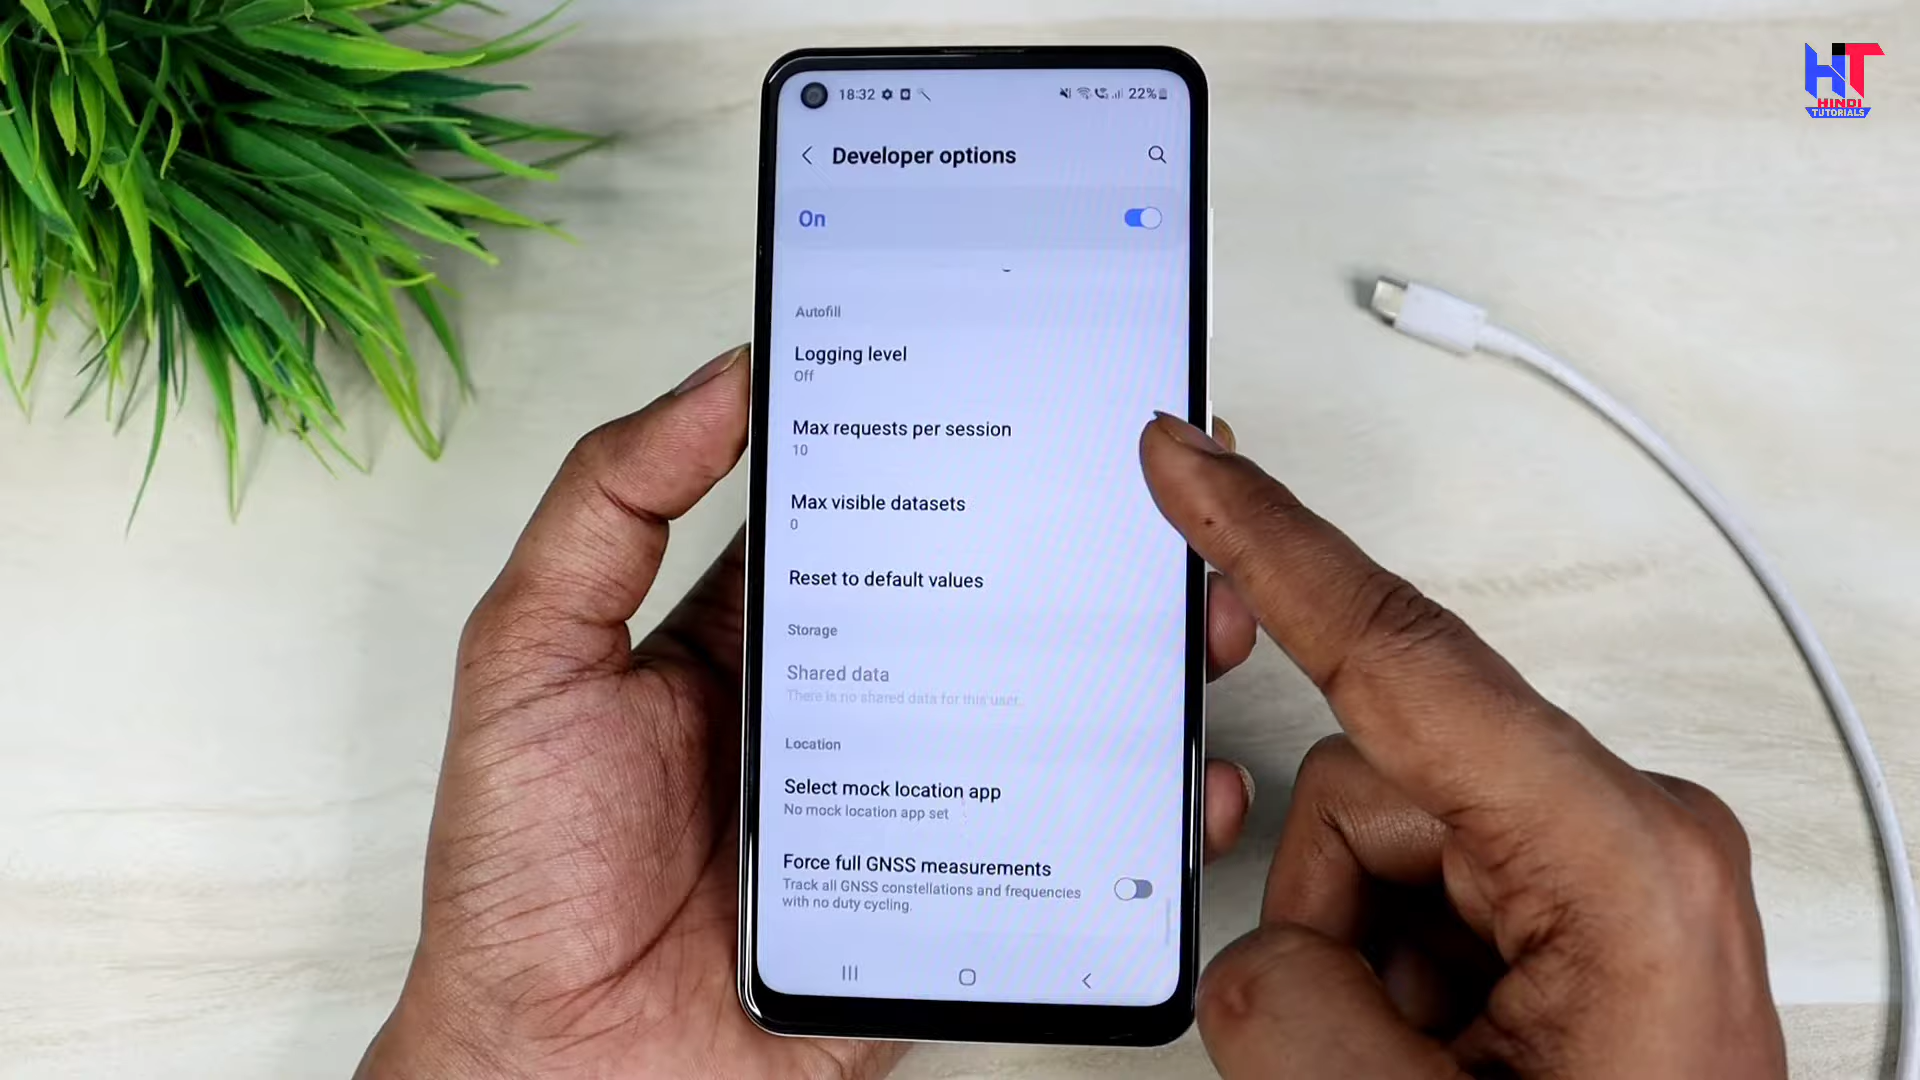 18:32
22%
Developer options
On
Autofill
Logging level
Off
Max requests per session
10
Max visible datasets
0
Reset to default values
Storage
Shared data
There is no shared data for this user.
Location
Select mock location app
No mock location app set
Force full GNSS measurements
Track all GNSS constellations and frequencies
with no duty cycling.
HT
HINDI
TUTORIALS